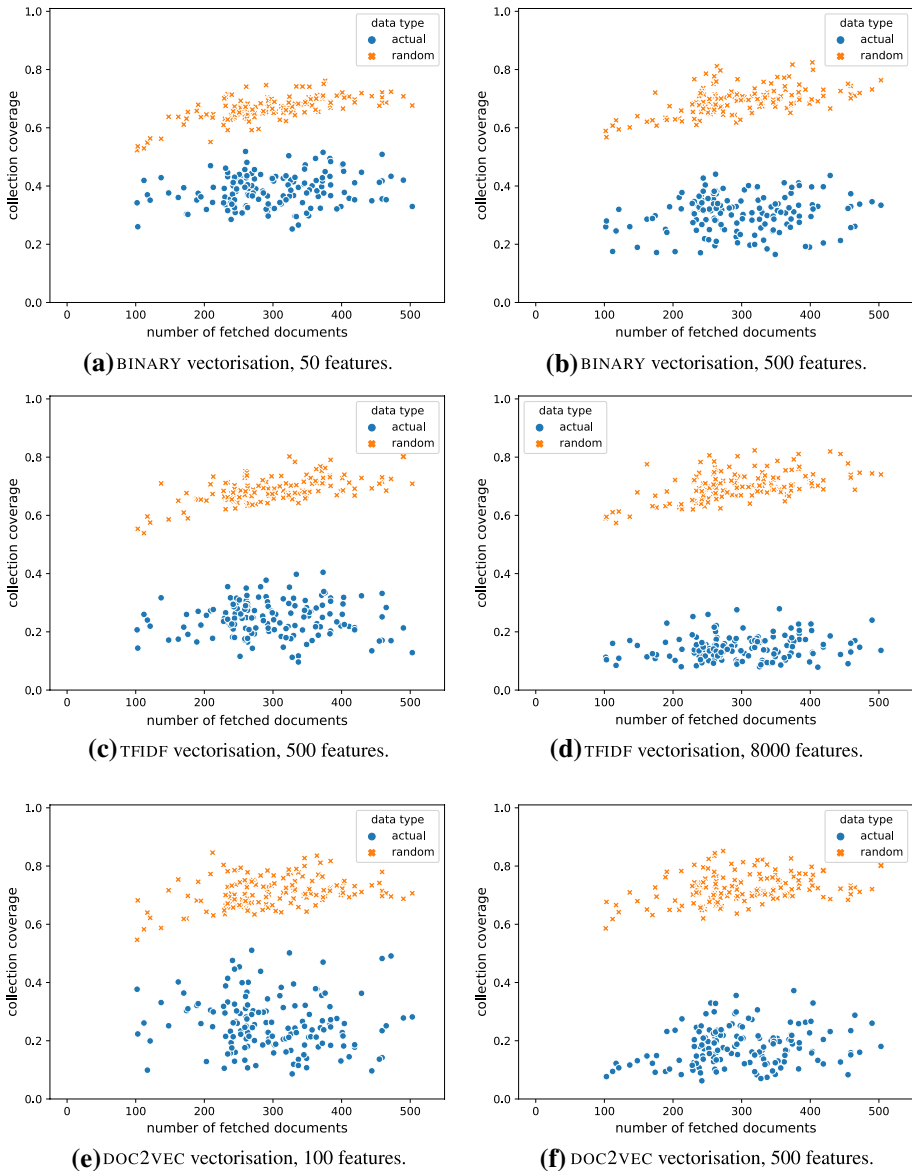 1.0
0.8
0.6
0.4
0.2
0.0
collection coverage
data type
actual
random
0 100 200 300 400 500
number of fetched documents
(a) BINARY vectorisation, 50 features.
1.0
0.8
0.6
0.4
0.2
0.0
collection coverage
data type
actual
random
0 100 200 300 400 500
number of fetched documents
(b) BINARY vectorisation, 500 features.
1.0
0.8
0.6
0.4
0.2
0.0
collection coverage
data type
actual
random
0 100 200 300 400 500
number of fetched documents
(c) TFIDF vectorisation, 500 features.
1.0
0.8
0.6
0.4
0.2
0.0
collection coverage
data type
actual
random
0 100 200 300 400 500
number of fetched documents
(d) TFIDF vectorisation, 8000 features.
1.0
0.8
0.6
0.4
0.2
0.0
collection coverage
data type
actual
random
0 100 200 300 400 500
number of fetched documents
(e) DOC2VEC vectorisation, 100 features.
1.0
0.8
0.6
0.4
0.2
0.0
collection coverage
data type
actual
random
0 100 200 300 400 500
number of fetched documents
(f) DOC2VEC vectorisation, 500 features.